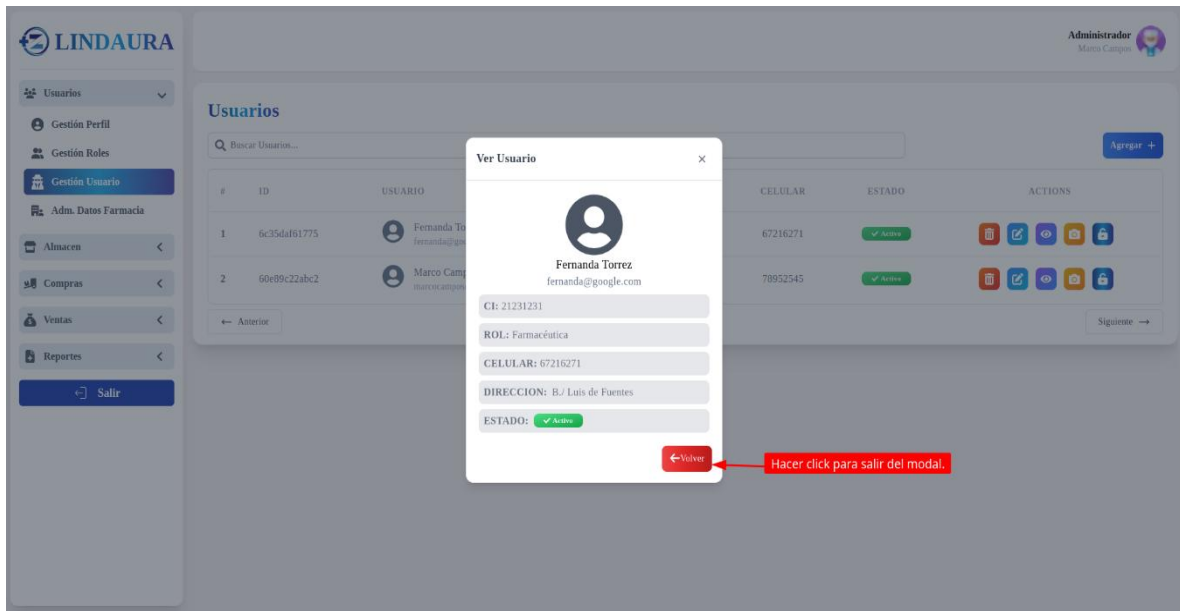 LINDAURA
Administrador
Marco Campos
Usuarios
Gestión Perfil
Gestión Roles
Gestión Usuario
Adm. Datos Farmacia
Almacen
Compras
Ventas
Reportes
Salir
Usuarios
Buscar Usuarios...
Agregar +
# ID USUARIO CELULAR ESTADO ACTIONS
1 6c35daf61775 Fernanda To 67216271 Activo
fernanda@goo
2 60e89c22abc2 Marco Camp 78952545 Activo
marcocampos
← Anterior
Siguiente →
Ver Usuario ×
Fernanda Torrez
fernanda@google.com
CI: 21231231
ROL: Farmacéutica
CELULAR: 67216271
DIRECCION: B./ Luis de Fuentes
ESTADO: Activo
←Volver
Hacer click para salir del modal.